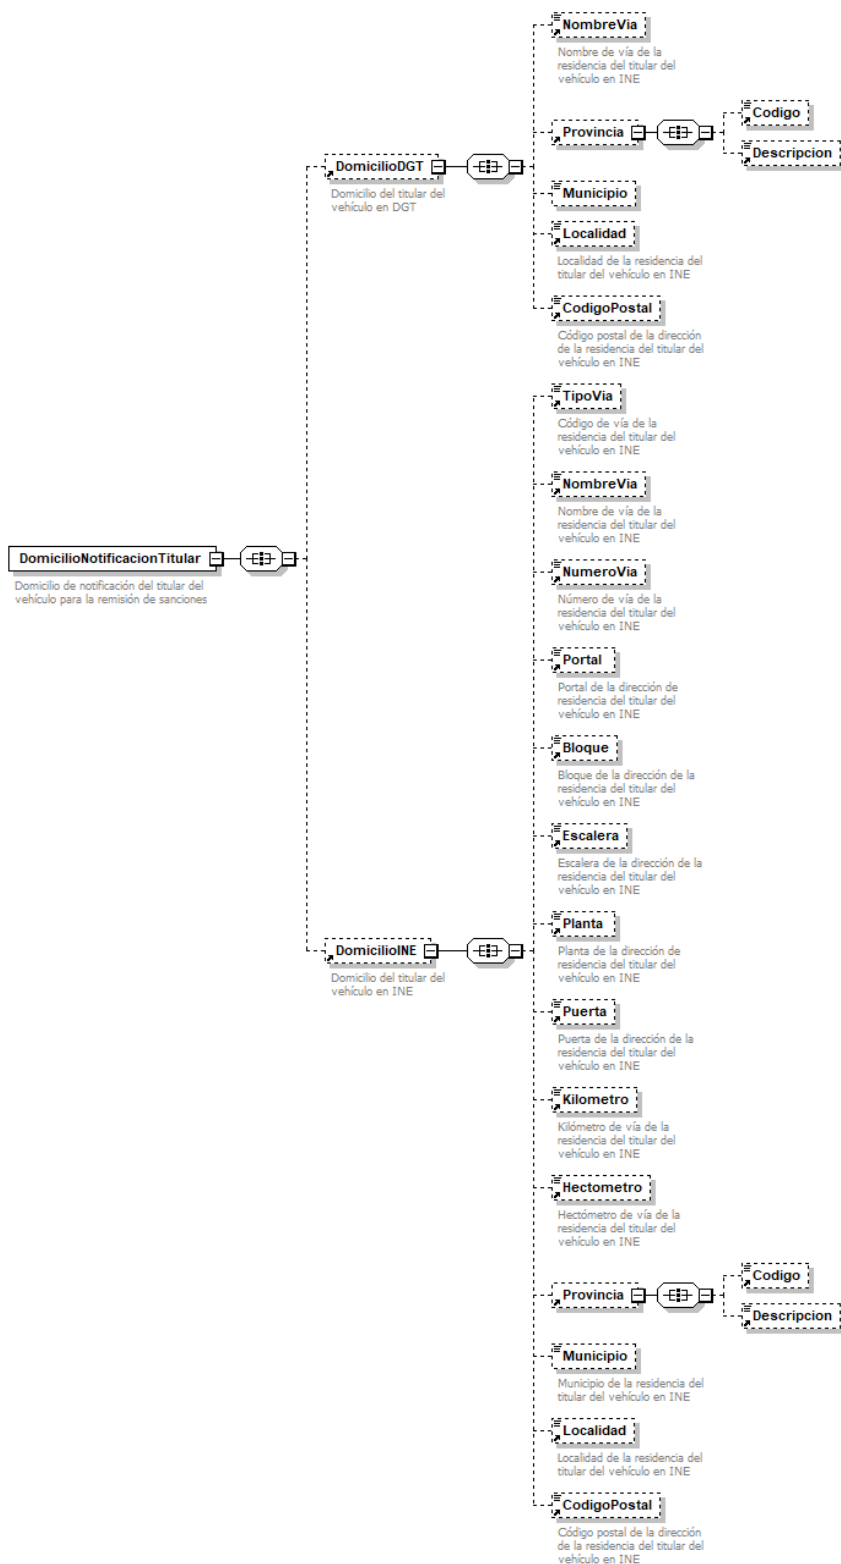 NombreVia
Nombre de vía de la
residencia del titular del
vehículo en INE
Provincia
Codigo
Descripcion
DomicilioDGT
Domicilio del titular del
vehículo en DGT
Municipio
Localidad
Localidad de la residencia del
titular del vehículo en INE
CodigoPostal
Código postal de la dirección
de la residencia del titular del
vehículo en INE
DomicilioNotificacionTitular
Domicilio de notificación del titular del
vehículo para la remisión de sanciones
TipoVia
Código de vía de la
residencia del titular del
vehículo en INE
NombreVia
Nombre de vía de la
residencia del titular del
vehículo en INE
NumeroVia
Número de vía de la
residencia del titular del
vehículo en INE
Portal
Portal de la dirección de
residencia del titular del
vehículo en INE
Bloque
Bloque de la dirección de la
residencia del titular del
vehículo en INE
Escalera
Escalera de la dirección de la
residencia del titular del
vehículo en INE
DomicilioINE
Domicilio del titular del
vehículo en INE
Planta
Planta de la dirección de
residencia del titular del
vehículo en INE
Puerta
Puerta de la dirección de la
residencia del titular del
vehículo en INE
Kilometro
Kilómetro de vía de la
residencia del titular del
vehículo en INE
Hectometro
Hectómetro de vía de la
residencia del titular del
vehículo en INE
Provincia
Codigo
Descripcion
Municipio
Municipio de la residencia del
titular del vehículo en INE
Localidad
Localidad de la residencia del
titular del vehículo en INE
CodigoPostal
Código postal de la dirección
de la residencia del titular del
vehículo en INE